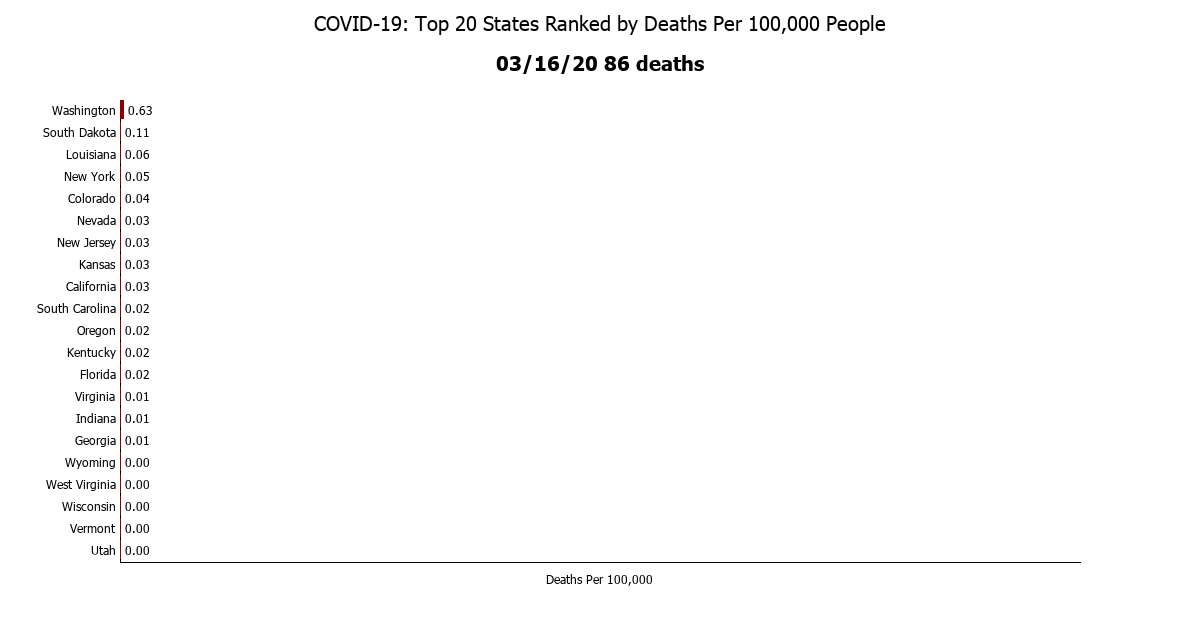 COVID-19: Top 20 States Ranked by Deaths Per 100,000 People
03/16/20 86 deaths
Washington 0.63
South Dakota 0.11
Louisiana 0.06
New York 0.05
Colorado 0.04
Nevada 0.03
New Jersey 0.03
Kansas 0.03
California 0.03
South Carolina 0.02
Oregon 0.02
Kentucky 0.02
Florida 0.02
Virginia 0.01
Indiana 0.01
Georgia 0.01
Wyoming 0.00
West Virginia 0.00
Wisconsin 0.00
Vermont 0.00
Utah 0.00
Deaths Per 100,000